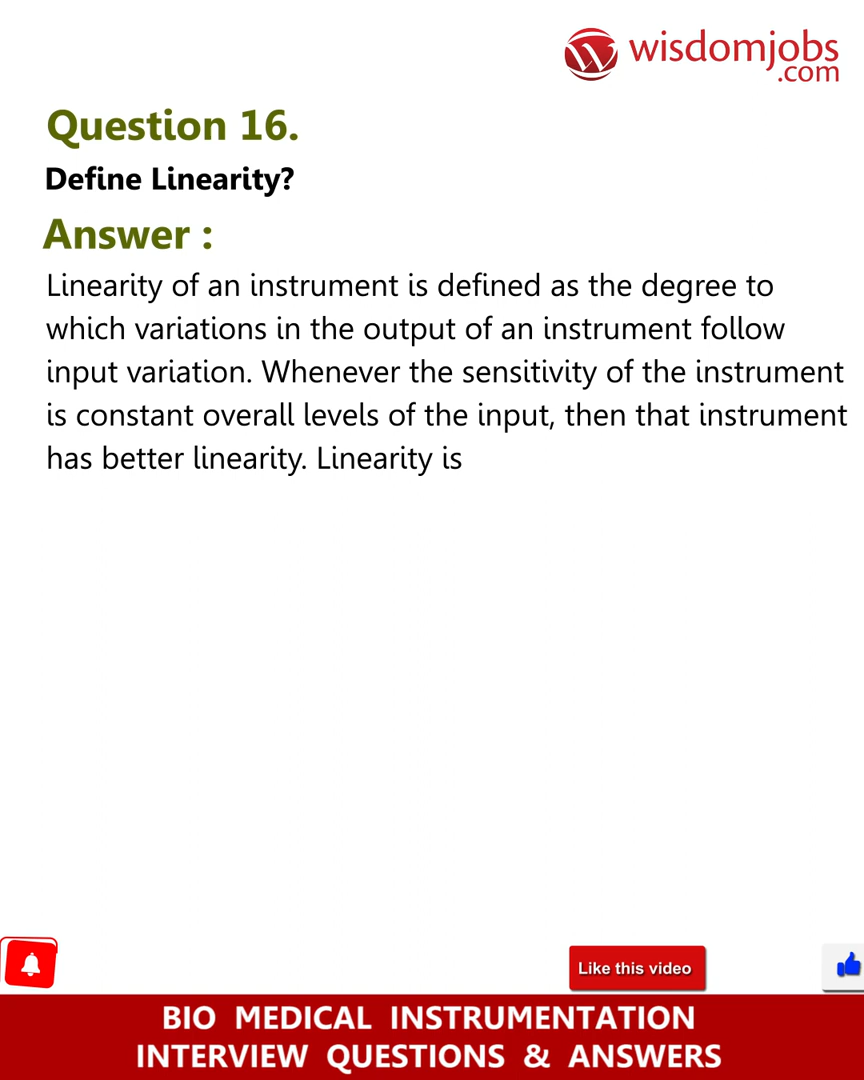 wisdomjobs
.com
Question 16.
Define Linearity?
Answer :
Linearity of an instrument is defined as the degree to
which variations in the output of an instrument follow
input variation. Whenever the sensitivity of the instrument
is constant overall levels of the input, then that instrument
has better linearity. Linearity is
Like this video
BIO MEDICAL INSTRUMENTATION
INTERVIEW QUESTIONS & ANSWERS